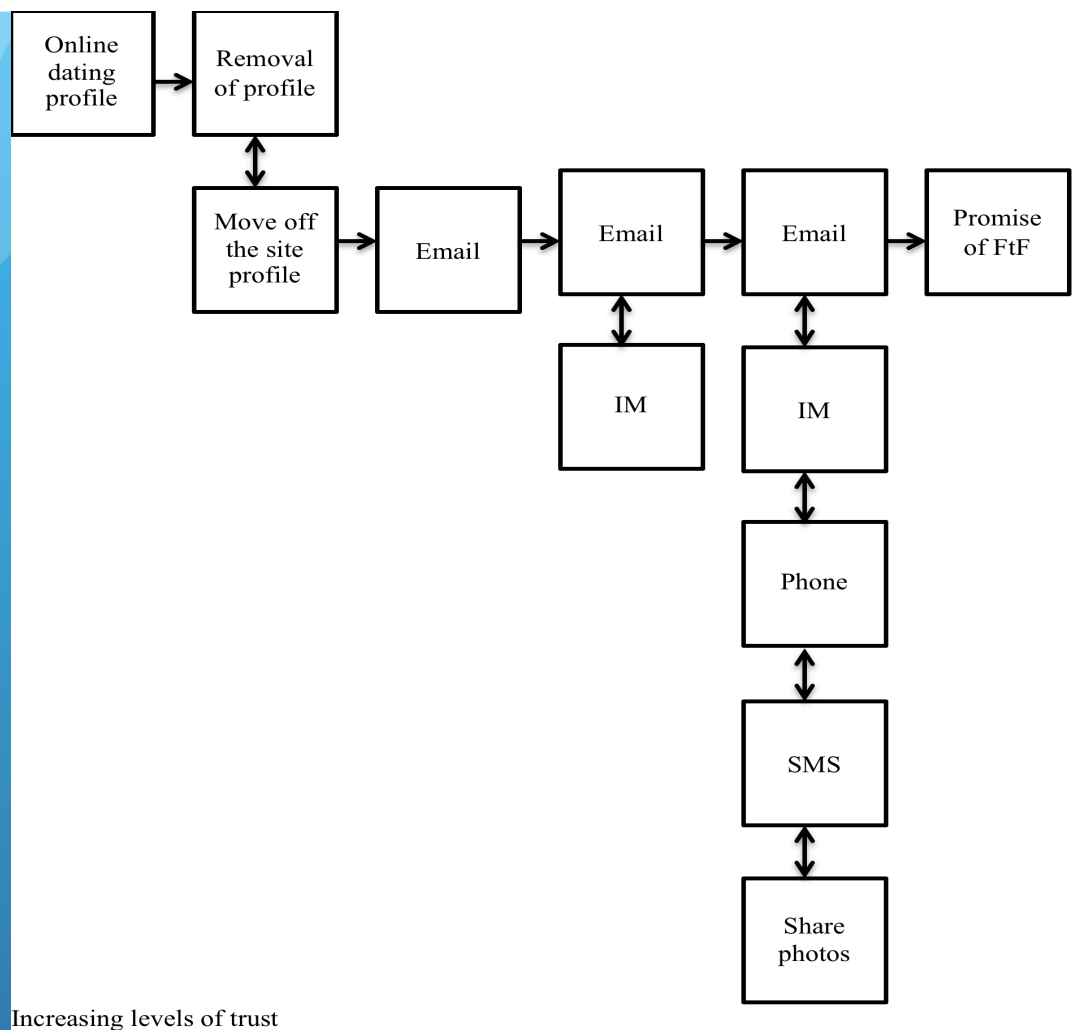 Online
dating
profile
Removal
of profile
Move off
the site
profile
Email
Email
IM
Email
IM
Phone
SMS
Share
photos
Promise
of FtF
Increasing levels of trust